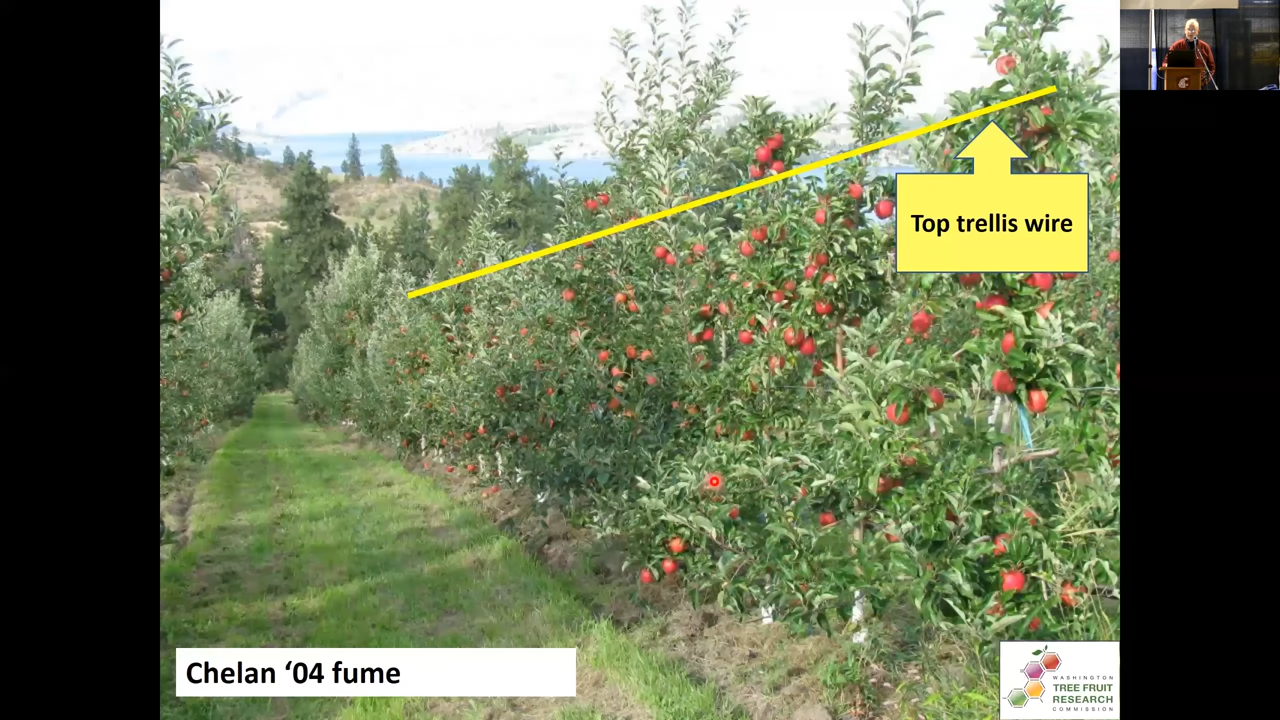 Top trellis wire
Chelan ‘04 fume
WASHINGTON
TREE FRUIT
RESEARCH
COMMISSION